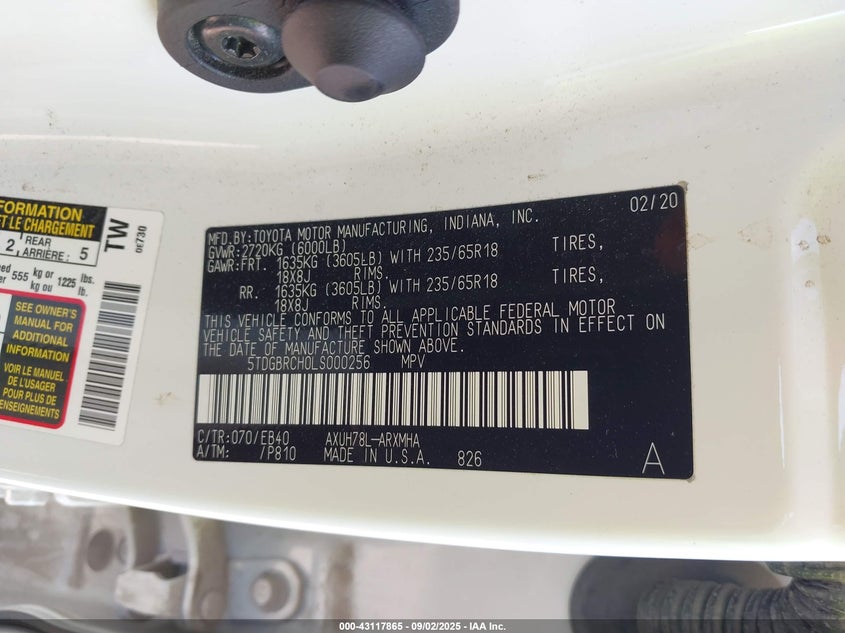 FORMATION
ET LE CHARGEMENT
2 REAR ARRIÈRE: 5
TW
0E730
555 kg or kg ou 1225 lbs. lb.
SEE OWNER'S
MANUAL FOR
ADDITIONAL
INFORMATION
VOIR LE MANUEL
DE L'USAGER
POUR PLUS DE
RENSEIGNEMENTS
02/20
MFD.BY:TOYOTA MOTOR MANUFACTURING, INDIANA, INC.
GVWR:2720KG (6000LB)
GAWR:FRT. 1635KG (3605LB) WITH 235/65R18 TIRES,
18X8J RIMS.
RR. 1635KG (3605LB) WITH 235/65R18 TIRES,
18X8J RIMS.
THIS VEHICLE CONFORMS TO ALL APPLICABLE FEDERAL MOTOR
VEHICLE SAFETY AND THEFT PREVENTION STANDARDS IN EFFECT ON
THE DATE OF MANUFACTURE SHOWN ABOVE.
5TDGBRCH0LS000256 MPV
C/TR:070/EB40 AXUH78L-ARXMHA
A/TM: /P810 MADE IN U.S.A. 826
A
000-43117865 - 09/02/2025 - IAA Inc.